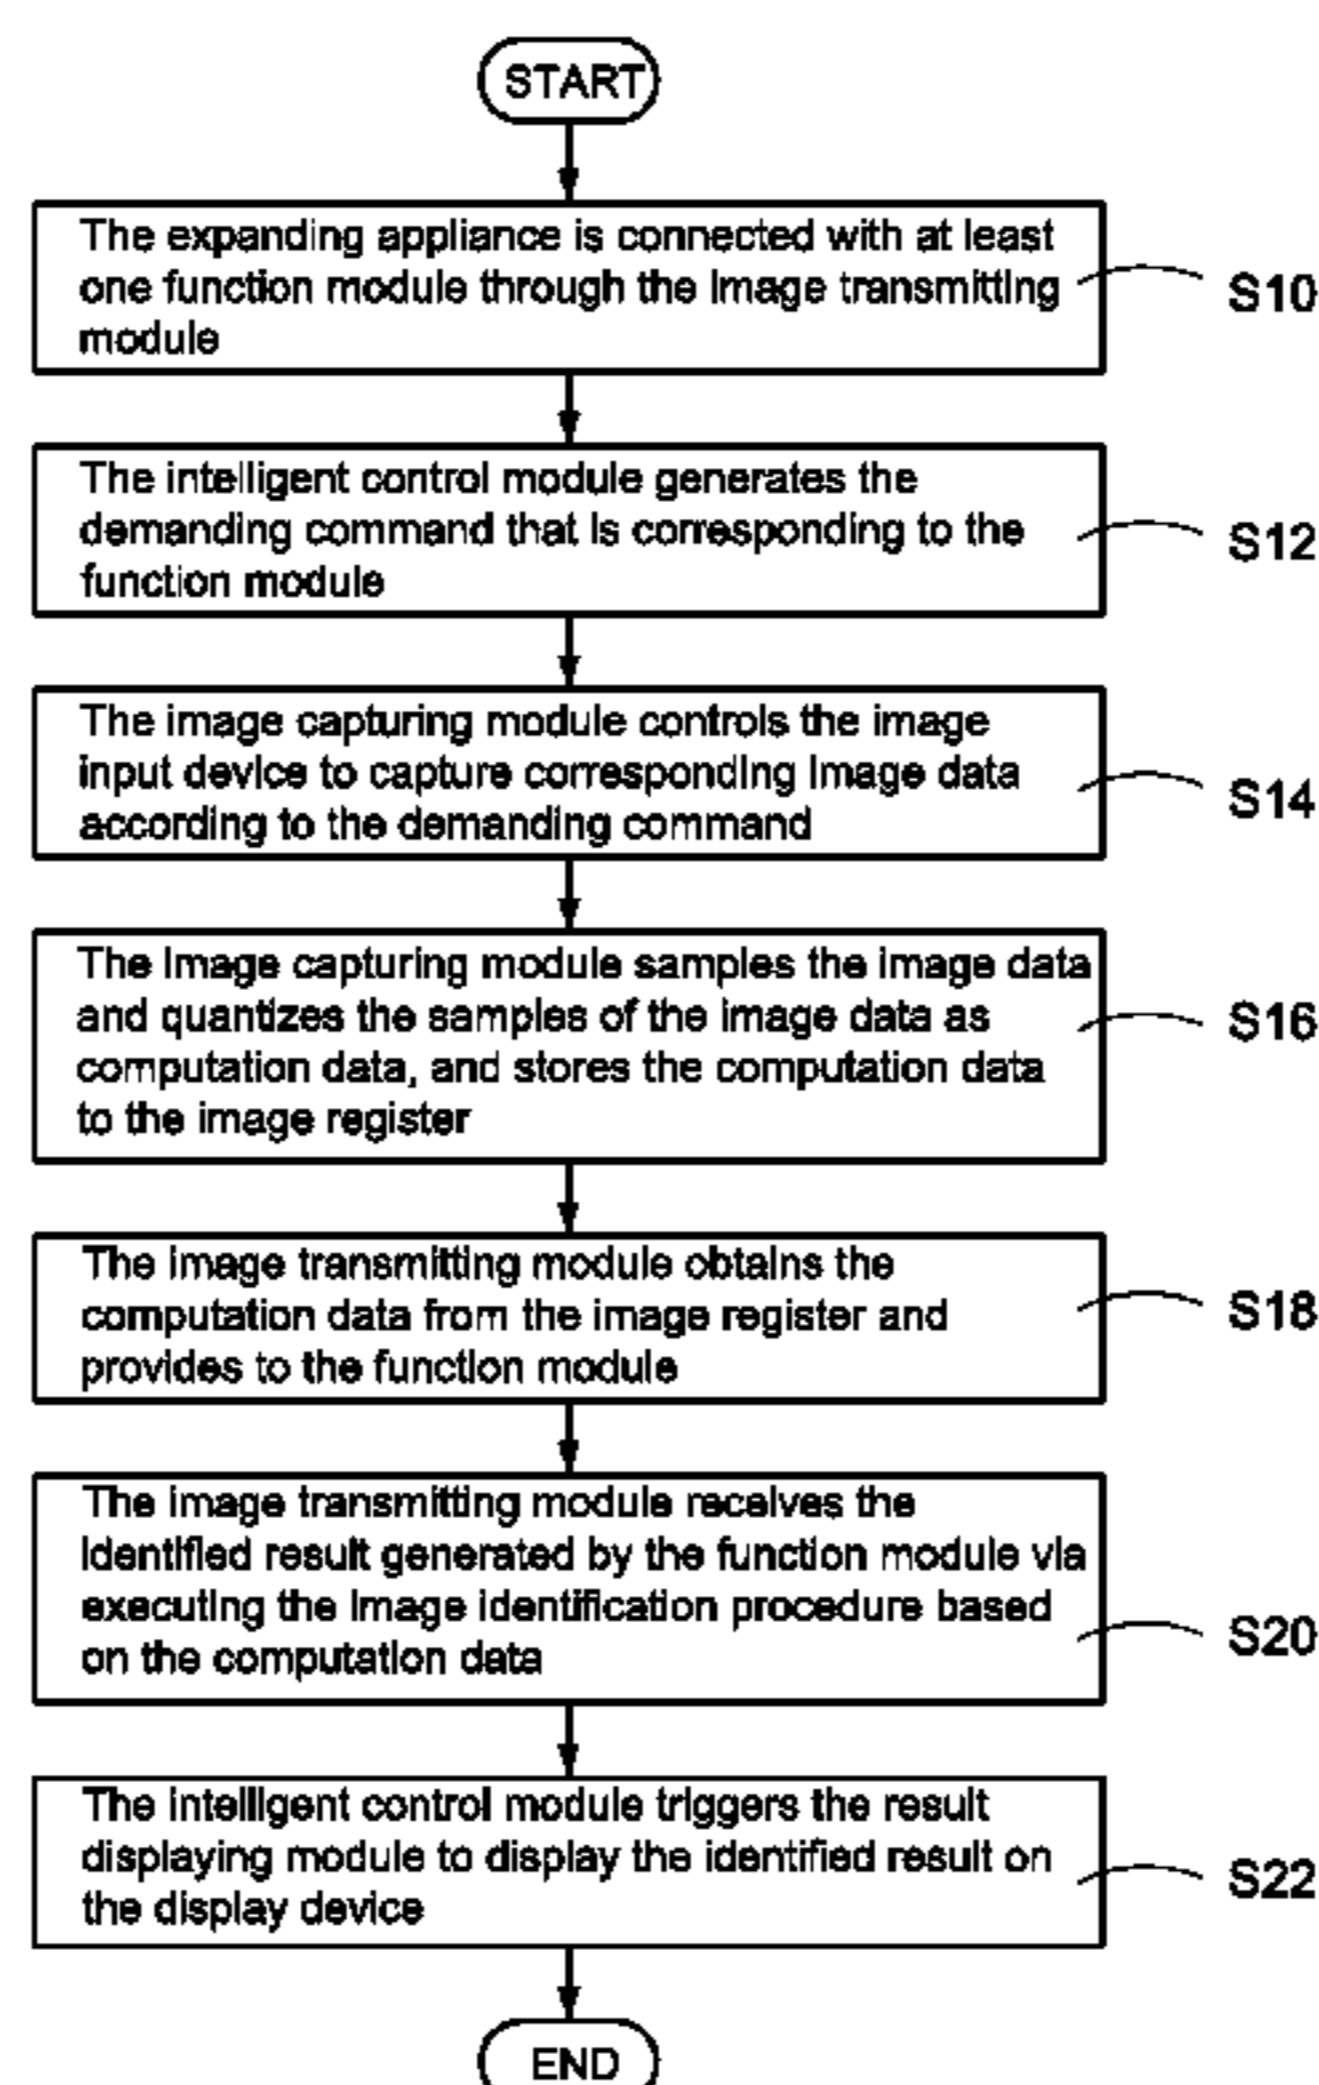 START
The expanding appliance is connected with at least
one function module through the image transmitting
module
S10
The intelligent control module generates the
demanding command that is corresponding to the
function module
S12
The image capturing module controls the image
input device to capture corresponding image data
according to the demanding command
S14
The image capturing module samples the image data
and quantizes the samples of the image data as
computation data, and stores the computation data
to the image register
S16
The image transmitting module obtains the
computation data from the image register and
provides to the function module
S18
The image transmitting module receives the
identified result generated by the function module via
executing the image identification procedure based
on the computation data
S20
The intelligent control module triggers the result
displaying module to display the identified result on
the display device
S22
END